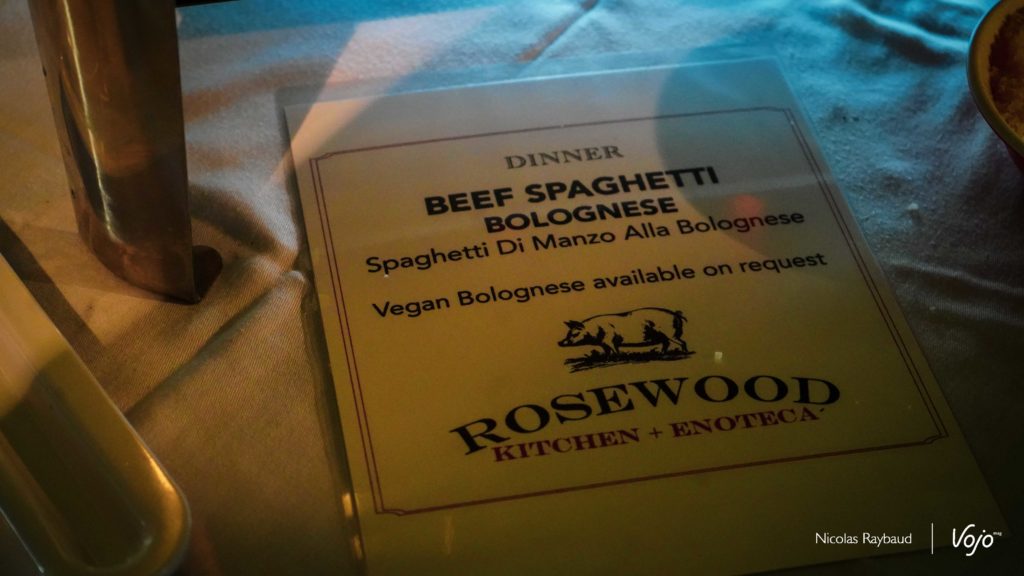 DINNER
BEEF SPAGHETTI
BOLOGNESE
Spaghetti Di Manzo Alla Bolognese
Vegan Bolognese available on request
ROSEWOOD
KITCHEN + ENOTECA
Nicolas Raybaud
Vojo mag